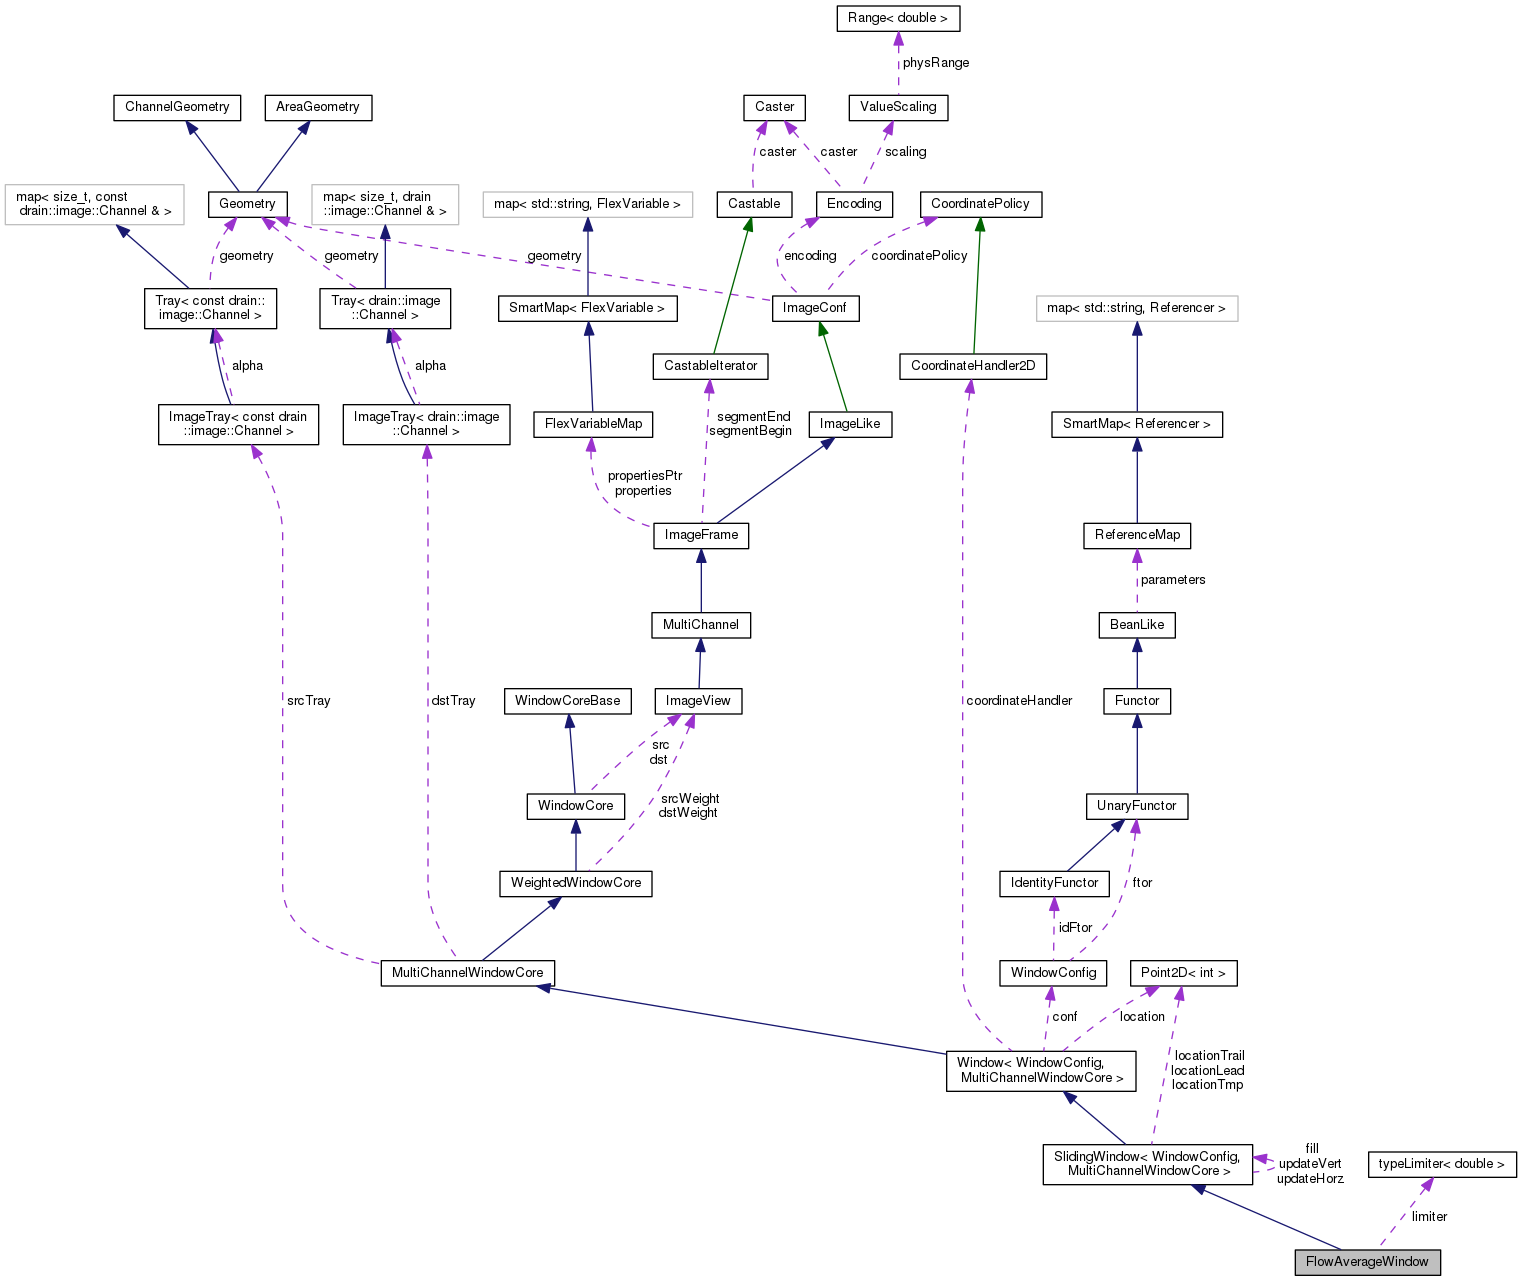 Range< double >
physRange
ChannelGeometry
AreaGeometry
Caster
ValueScaling
caster
caster
scaling
map< size_t, const
drain::image::Channel & >
Geometry
map< size_t, drain
::image::Channel & >
map< std::string, FlexVariable >
Castable
Encoding
CoordinatePolicy
geometry
geometry
geometry
encoding
coordinatePolicy
Tray< const drain::
image::Channel >
Tray< drain::image
::Channel >
SmartMap< FlexVariable >
ImageConf
map< std::string, Referencer >
alpha
alpha
CastableIterator
CoordinateHandler2D
ImageTray< const drain
::image::Channel >
ImageTray< drain::image
::Channel >
FlexVariableMap
segmentEnd
segmentBegin
ImageLike
SmartMap< Referencer >
propertiesPtr
properties
ImageFrame
ReferenceMap
parameters
MultiChannel
BeanLike
srcTray
dstTray
WindowCoreBase
ImageView
coordinateHandler
Functor
src
dst
WindowCore
srcWeight
dstWeight
UnaryFunctor
WeightedWindowCore
IdentityFunctor
ftor
idFtor
MultiChannelWindowCore
WindowConfig
Point2D< int >
conf
location
Window< WindowConfig,
MultiChannelWindowCore >
locationTrail
locationLead
locationTmp
SlidingWindow< WindowConfig,
MultiChannelWindowCore >
fill
updateVert
updateHorz
typeLimiter< double >
limiter
FlowAverageWindow